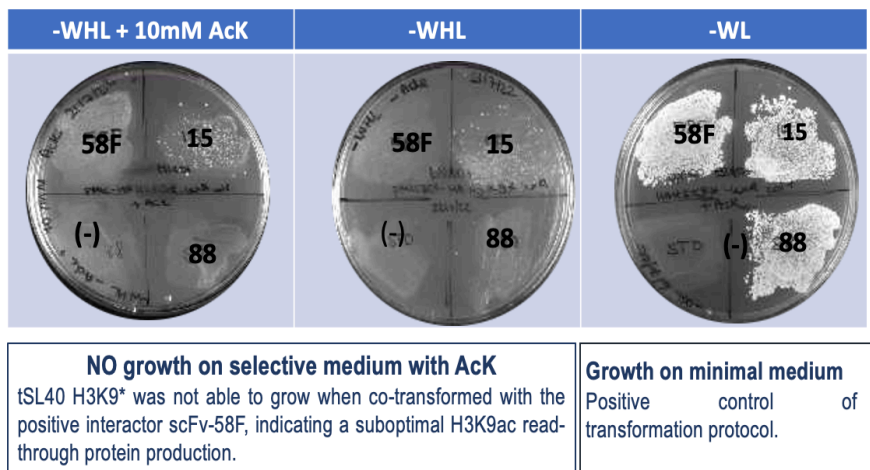 -WHL + 10mM AcK
-WHL
-WL
58F
15
(-)
88
58F
15
(-)
88
58F
15
STD
(-)
88
NO growth on selective medium with AcK
tSL40 H3K9* was not able to grow when co-transformed with the
positive interactor scFv-58F, indicating a suboptimal H3K9ac read-
through protein production.
Growth on minimal medium
Positive control of
transformation protocol.